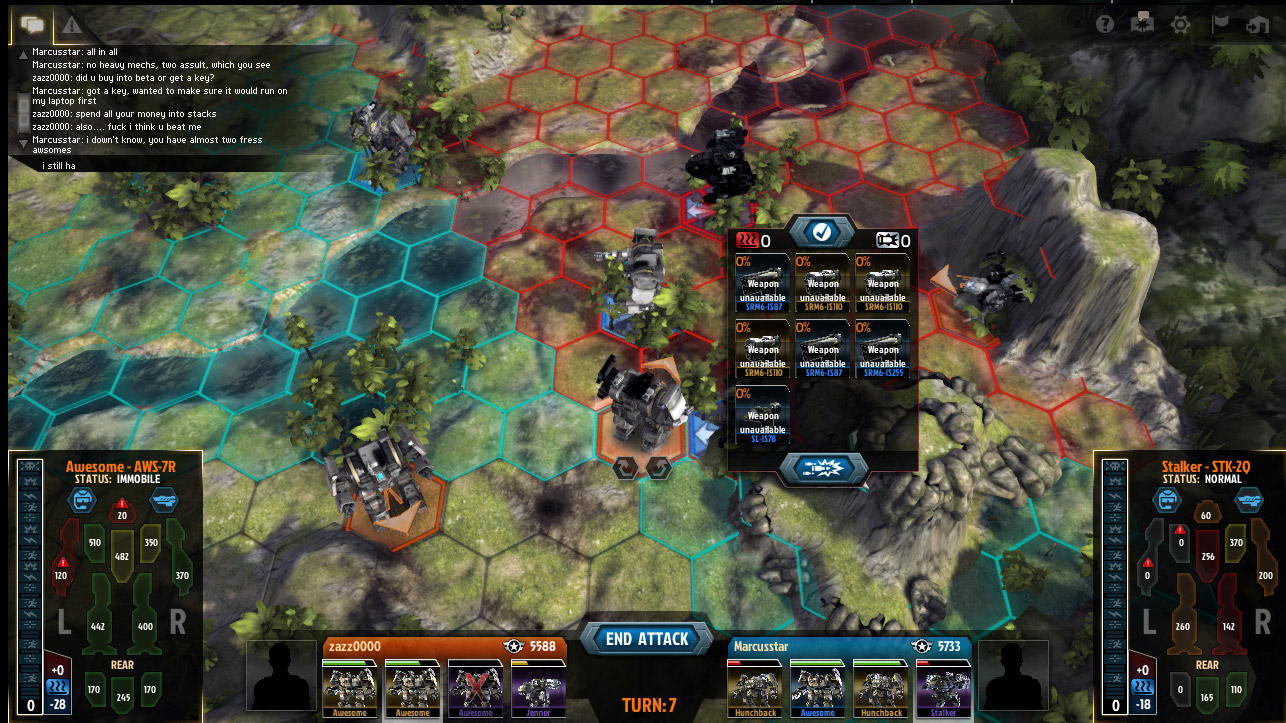 Marcusstar: all in all
Marcusstar: no heavy mechs, two assult, which you see
zazz0000: did u buy into beta or get a key?
Marcusstar: got a key, wanted to make sure it would run on
my laptop first
zazz0000: spend all your money into stacks
zazz0000: also.... fuck i think u beat me
Marcusstar: i down't know, you have almost two fress
awsomes
i still ha
0 0
0% 0% 0%
Weapon unavailable Weapon unavailable Weapon unavailable
SRM6-IS87 SRM6-IS110 SRM6-IS110
0% 0% 0%
Weapon unavailable Weapon unavailable Weapon unavailable
SRM6-IS110 SRM6-IS87 SRM6-IS255
0%
Weapon unavailable
SL-IS78
Awesome - AWS-7R
STATUS: IMMOBILE
20
510 482 350
120 370
442 400
L R
REAR
170 245 170
+0
-28
0
Stalker - STK-2Q
STATUS: NORMAL
60
0 256 370
0 200
260 142
L R
REAR
0 165 110
+0
-18
0
END ATTACK
zazz0000 5588
Awesome Awesome Awesome Jenner
TURN: 7
Marcusstar 5733
Hunchback Awesome Hunchback Stalker